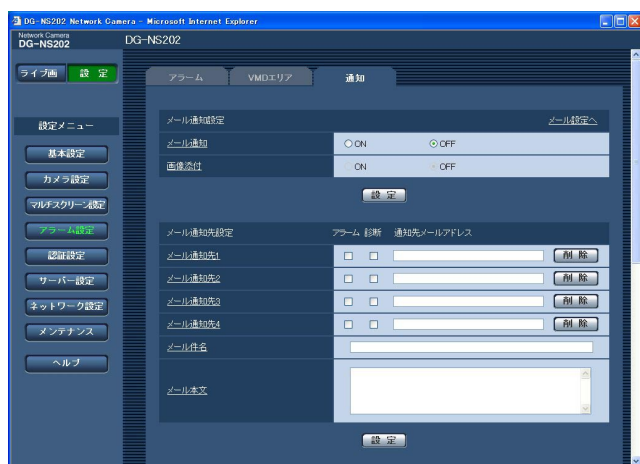 DG-NS202 Network Camera - Microsoft Internet Explorer
Network Camera
DG-NS202
DG-NS202
ライブ画 設 定
アラーム VMDエリア 通知
設定メニュー
基本設定
カメラ設定
マルチスクリーン設定
アラーム設定
認証設定
サーバー設定
ネットワーク設定
メンテナンス
ヘルプ
メール通知設定 メール設定へ
メール通知 ON OFF
画像添付 ON OFF
設 定
メール通知先設定 アラーム 診断 通知先メールアドレス
メール通知先1 削 除
メール通知先2 削 除
メール通知先3 削 除
メール通知先4 削 除
メール件名
メール本文
設 定